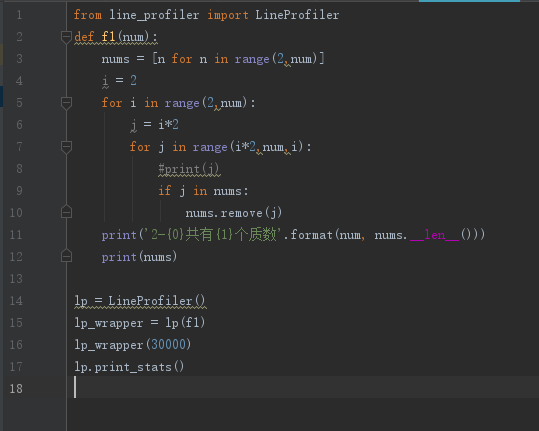 1 from line_profiler import LineProfiler
2 def f1(num):
3     nums = [n for n in range(2,num)]
4     i = 2
5     for i in range(2,num):
6         j = i*2
7         for j in range(i*2,num,i):
8             #print(j)
9             if j in nums:
10                 nums.remove(j)
11     print('2-{0}共有{1}个质数'.format(num, nums.__len__()))
12     print(nums)
13
14 lp = LineProfiler()
15 lp_wrapper = lp(f1)
16 lp_wrapper(30000)
17 lp.print_stats()
18